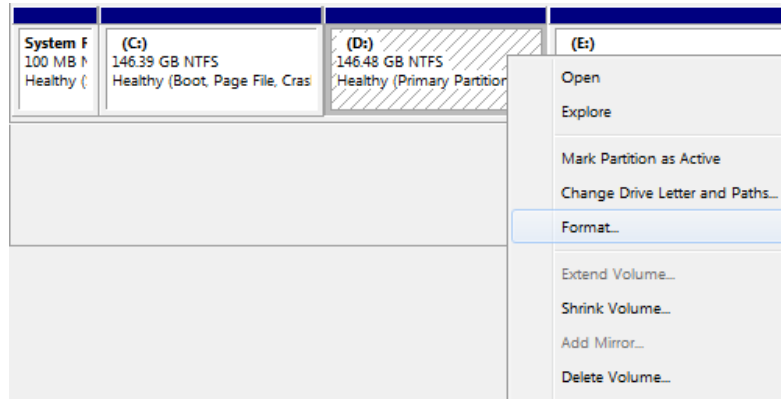 System F
100 MB N
Healthy (
(C:)
146.39 GB NTFS
Healthy (Boot, Page File, Cras
(D:)
146.48 GB NTFS
Healthy (Primary Partition
(E:)
Open
Explore
Mark Partition as Active
Change Drive Letter and Paths...
Format...
Extend Volume...
Shrink Volume...
Add Mirror...
Delete Volume...